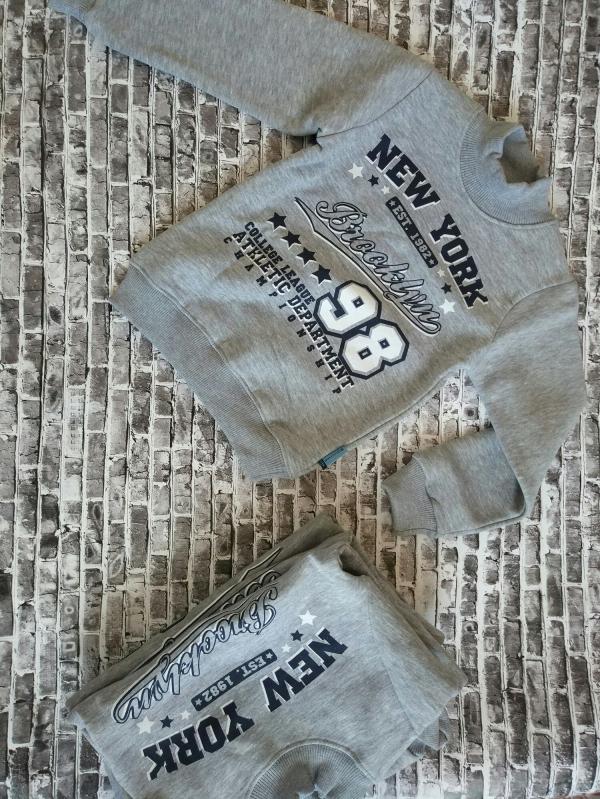 NEW YORK
★EST.1982★
Brooklyn
98
COLLEGE LEAGUE
ATHLETIC DEPARTMENT
CHAMPIONSHIP
NEW YORK
★EST.1982★
Brooklyn